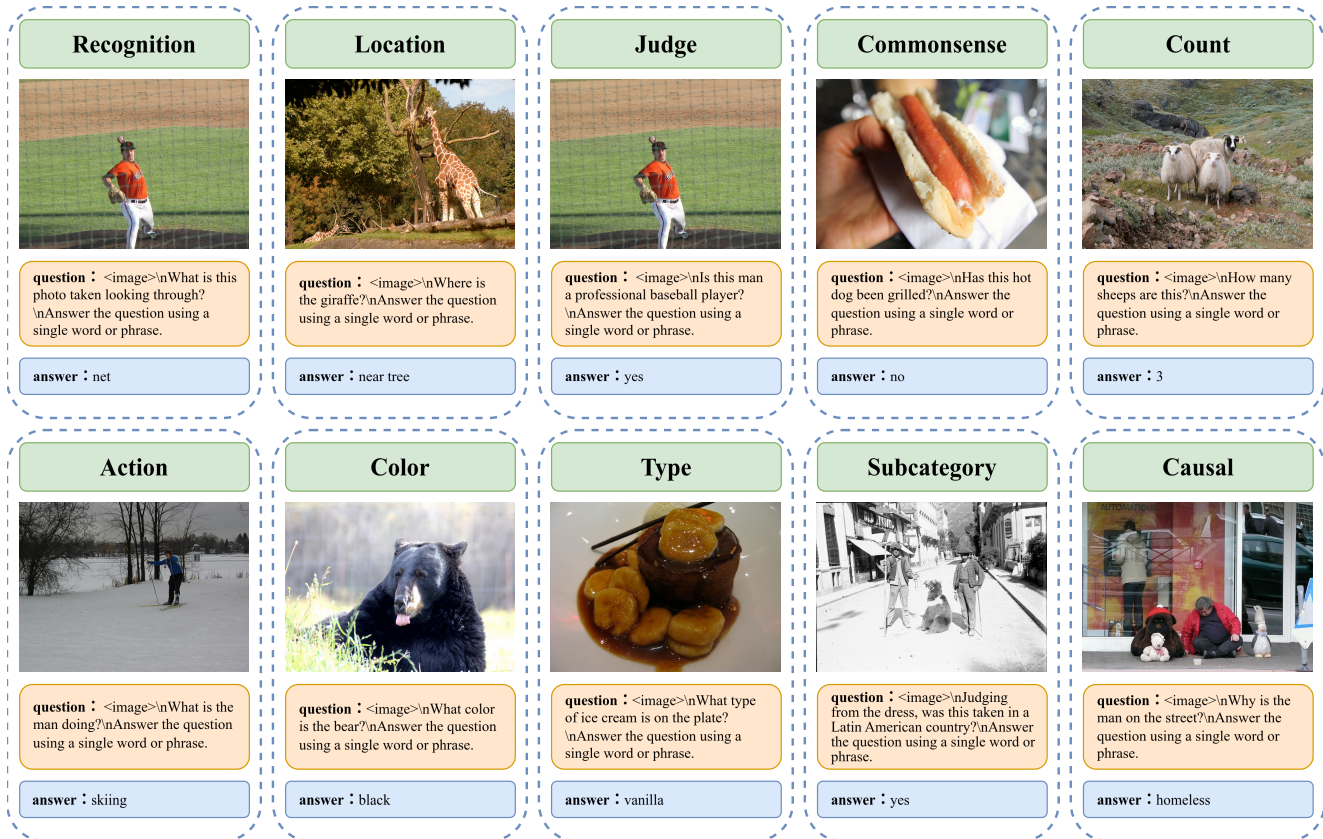 Recognition
question： <image>\nWhat is this
photo taken looking through?
\nAnswer the question using a
single word or phrase.
answer：net
Location
question： <image>\nWhere is
the giraffe?\nAnswer the question
using a single word or phrase.
answer：near tree
Judge
question： <image>\nIs this man
a professional baseball player?
\nAnswer the question using a
single word or phrase.
answer：yes
Commonsense
question：<image>\nHas this hot
dog been grilled?\nAnswer the
question using a single word or
phrase.
answer：no
Count
question：<image>\nHow many
sheeps are this?\nAnswer the
question using a single word or
phrase.
answer：3
Action
question：<image>\nWhat is the
man doing?\nAnswer the question
using a single word or phrase.
answer：skiing
Color
question：<image>\nWhat color
is the bear?\nAnswer the question
using a single word or phrase.
answer：black
Type
question：<image>\nWhat type
of ice cream is on the plate?
\nAnswer the question using a
single word or phrase.
answer：vanilla
Subcategory
question：<image>\nJudging
from the dress, was this taken in a
Latin American country?\nAnswer
the question using a single word or
phrase.
answer：yes
Causal
AUTOMATIQUE
question：<image>\nWhy is the
man on the street?\nAnswer the
question using a single word or
phrase.
answer：homeless